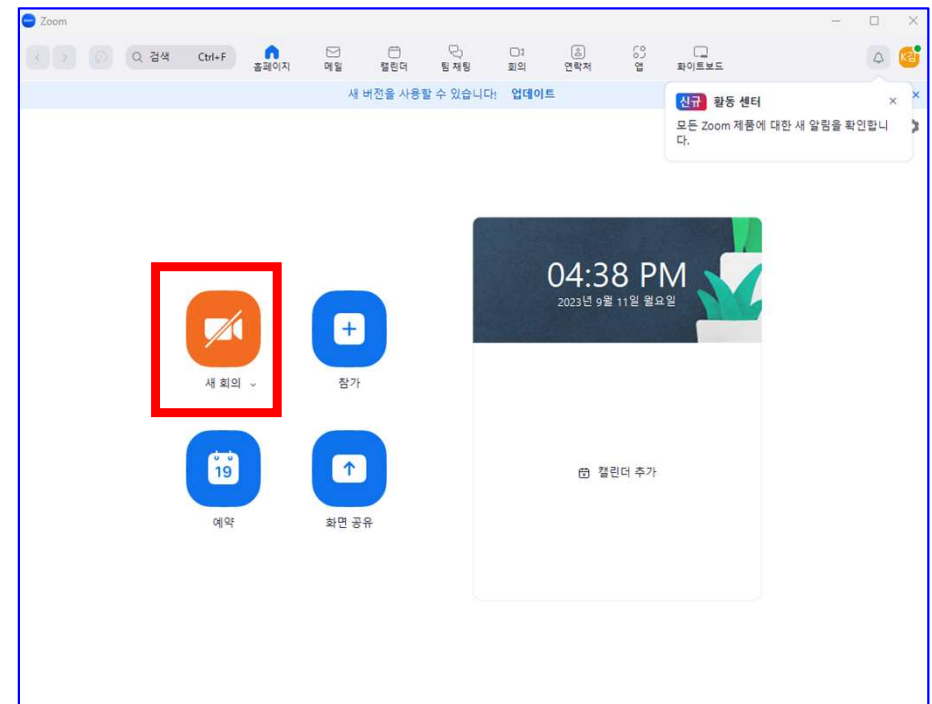 Zoom
검색 Ctrl+F
홈페이지
메일
캘린더
팀 채팅
회의
연락처
앱
화이트보드
K김
새 버전을 사용할 수 있습니다! 업데이트
신규 활동 센터
모든 Zoom 제품에 대한 새 알림을 확인합니
다.
04:38 PM
2023년 9월 11일 월요일
새 회의
참가
19
예약
화면 공유
캘린더 추가